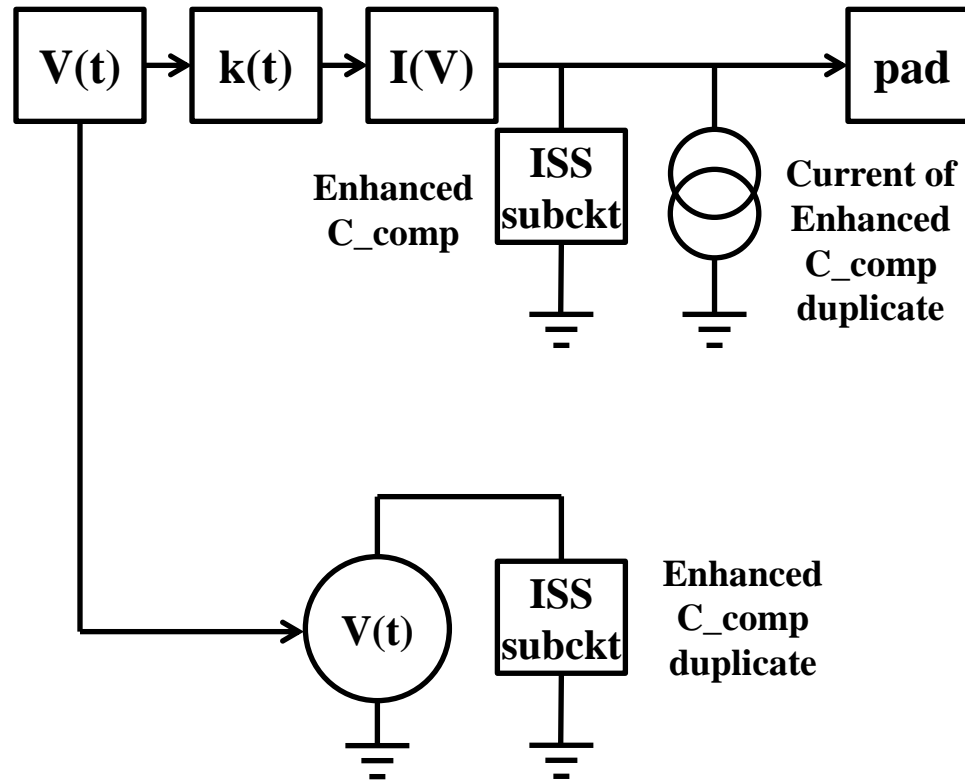 V(t)
k(t)
I(V)
pad
Enhanced
C_comp
ISS
subckt
Current of
Enhanced
C_comp
duplicate
V(t)
ISS
subckt
Enhanced
C_comp
duplicate